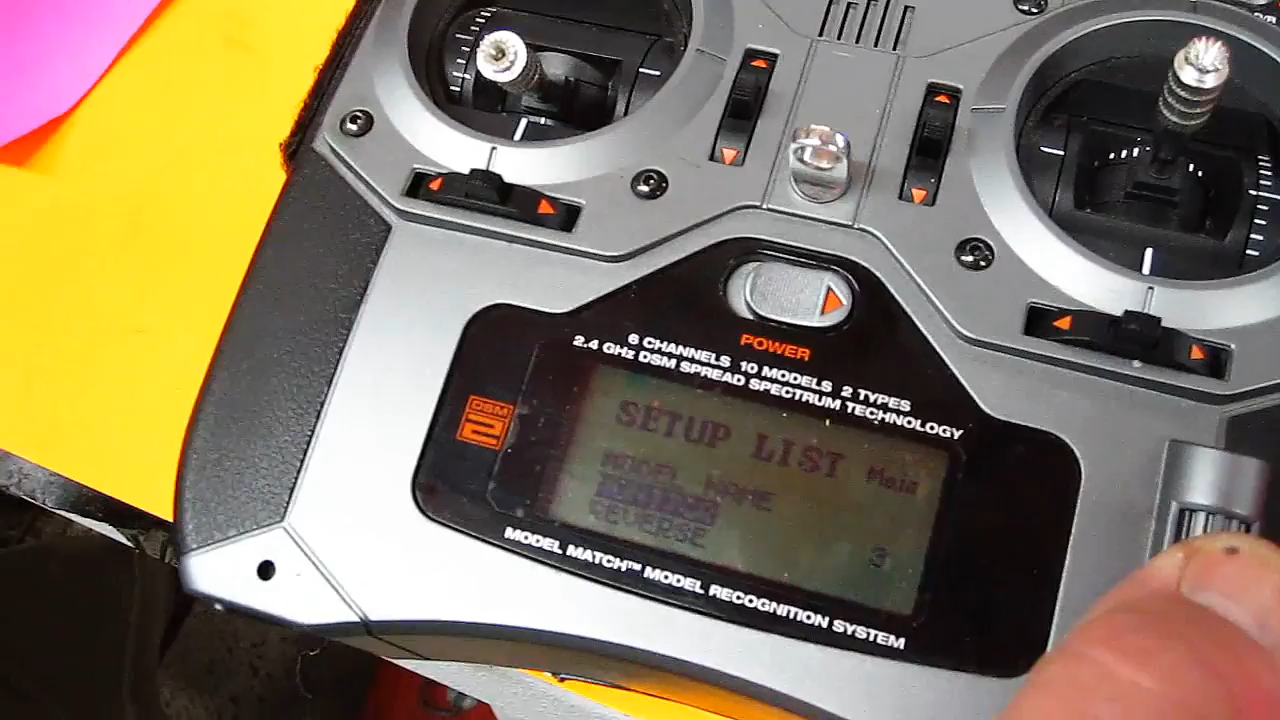 POWER
6 CHANNELS 10 MODELS 2 TYPES
2.4 GHz DSM SPREAD SPECTRUM TECHNOLOGY
DSM
2
SETUP LIST Main
MODEL NAME
REVERSE
3
MODEL MATCH™ MODEL RECOGNITION SYSTEM